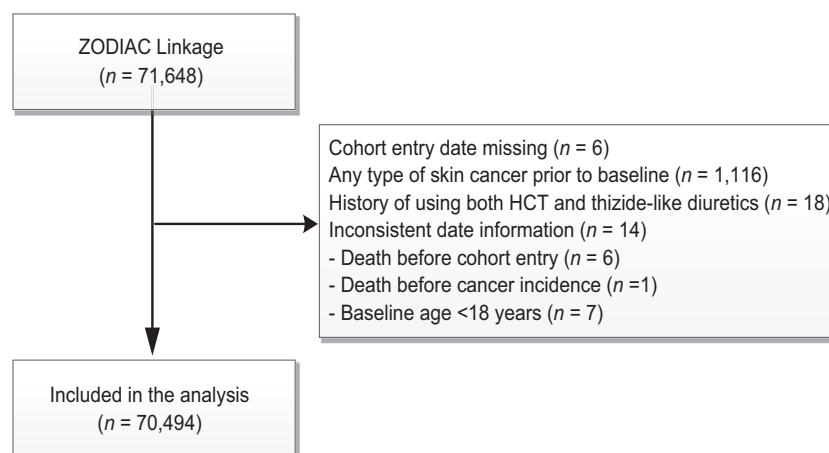 ZODIAC Linkage
(n = 71,648)
Cohort entry date missing (n = 6)
Any type of skin cancer prior to baseline (n = 1,116)
History of using both HCT and thizide-like diuretics (n = 18)
Inconsistent date information (n = 14)
- Death before cohort entry (n = 6)
- Death before cancer incidence (n =1)
- Baseline age <18 years (n = 7)
Included in the analysis
(n = 70,494)